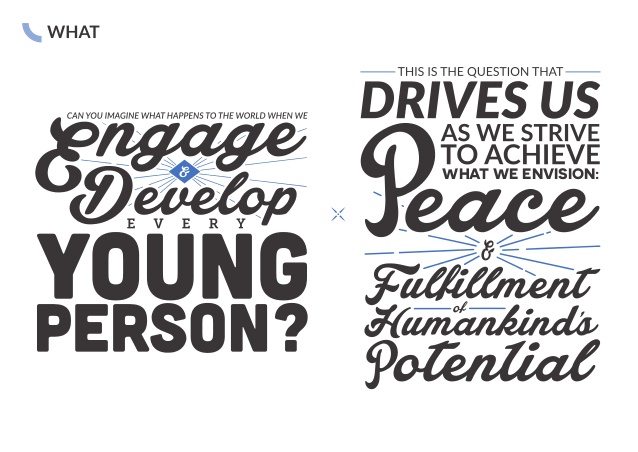 WHAT
CAN YOU IMAGINE WHAT HAPPENS TO THE WORLD WHEN WE
Engage
&
Develop
EVERY
YOUNG
PERSON?
THIS IS THE QUESTION THAT
DRIVES US
AS WE STRIVE
TO ACHIEVE
WHAT WE ENVISION:
Peace
&
Fulfillment
of
Humankind's
Potential